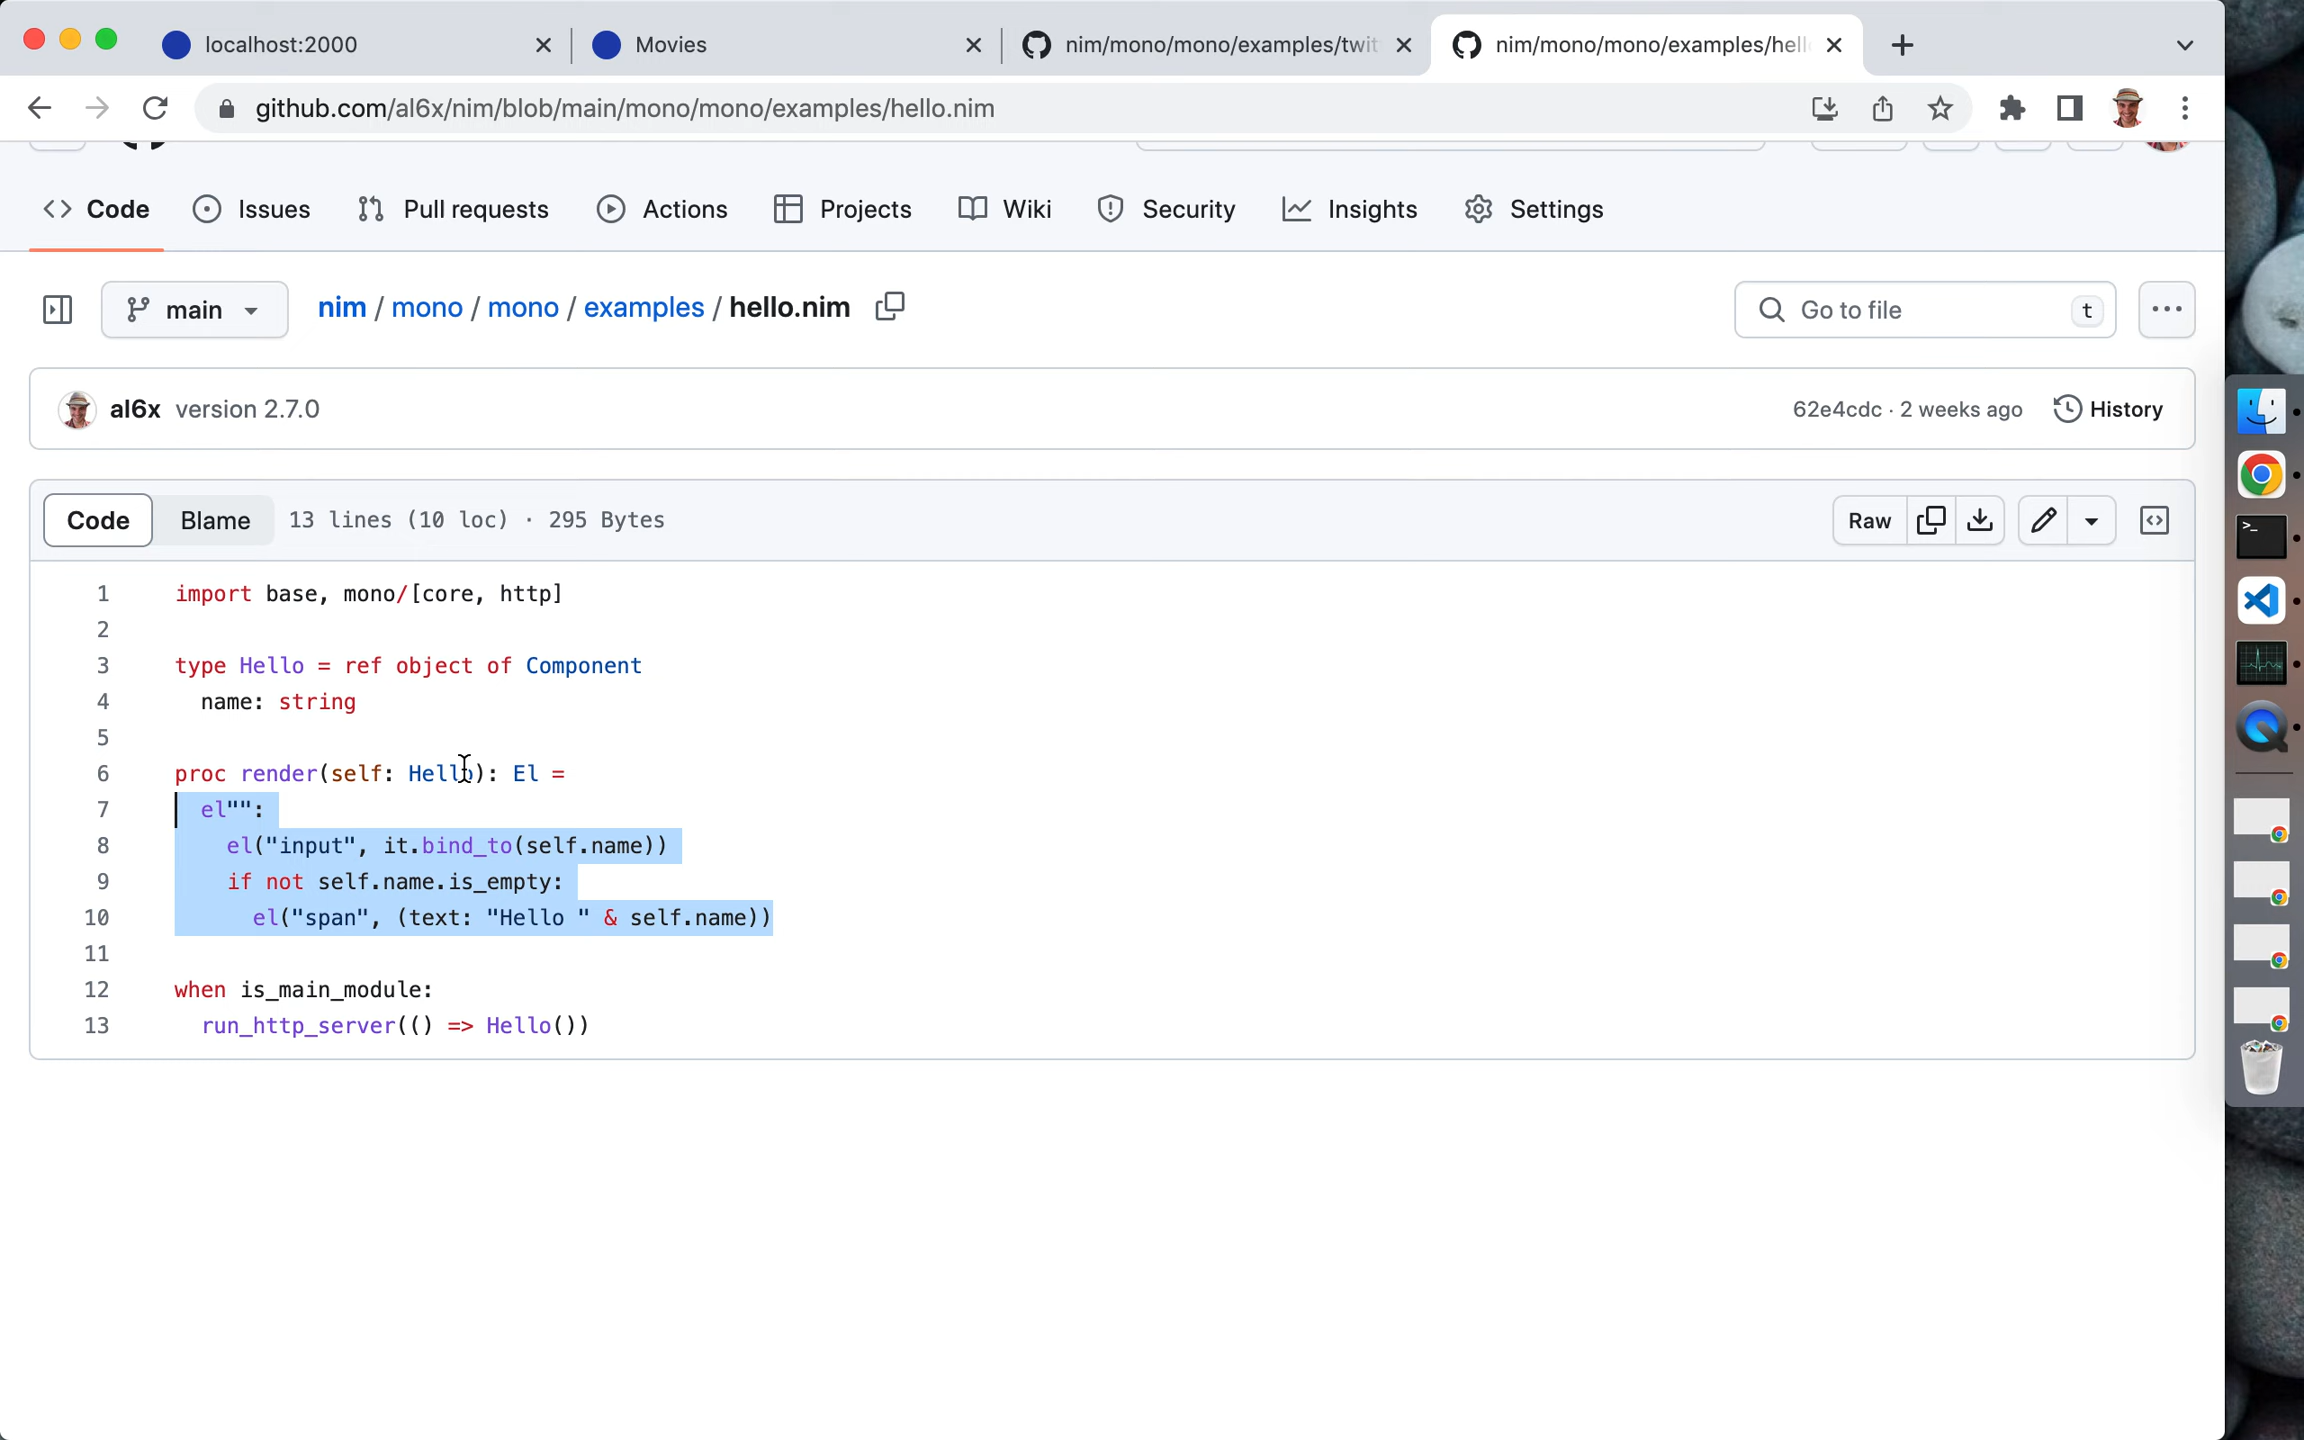 localhost:2000
Movies
nim/mono/mono/examples/twit
nim/mono/mono/examples/hell
github.com/al6x/nim/blob/main/mono/mono/examples/hello.nim
Code
Issues
Pull requests
Actions
Projects
Wiki
Security
Insights
Settings
main
nim / mono / mono / examples / hello.nim
Go to file
t
al6x version 2.7.0
62e4cdc · 2 weeks ago
History
Code
Blame
13 lines (10 loc) · 295 Bytes
Raw
1 import base, mono/[core, http]
2
3 type Hello = ref object of Component
4   name: string
5
6 proc render(self: Hello): El =
7   el"":
8     el("input", it.bind_to(self.name))
9     if not self.name.is_empty:
10       el("span", (text: "Hello " & self.name))
11
12 when is_main_module:
13   run_http_server(() => Hello())